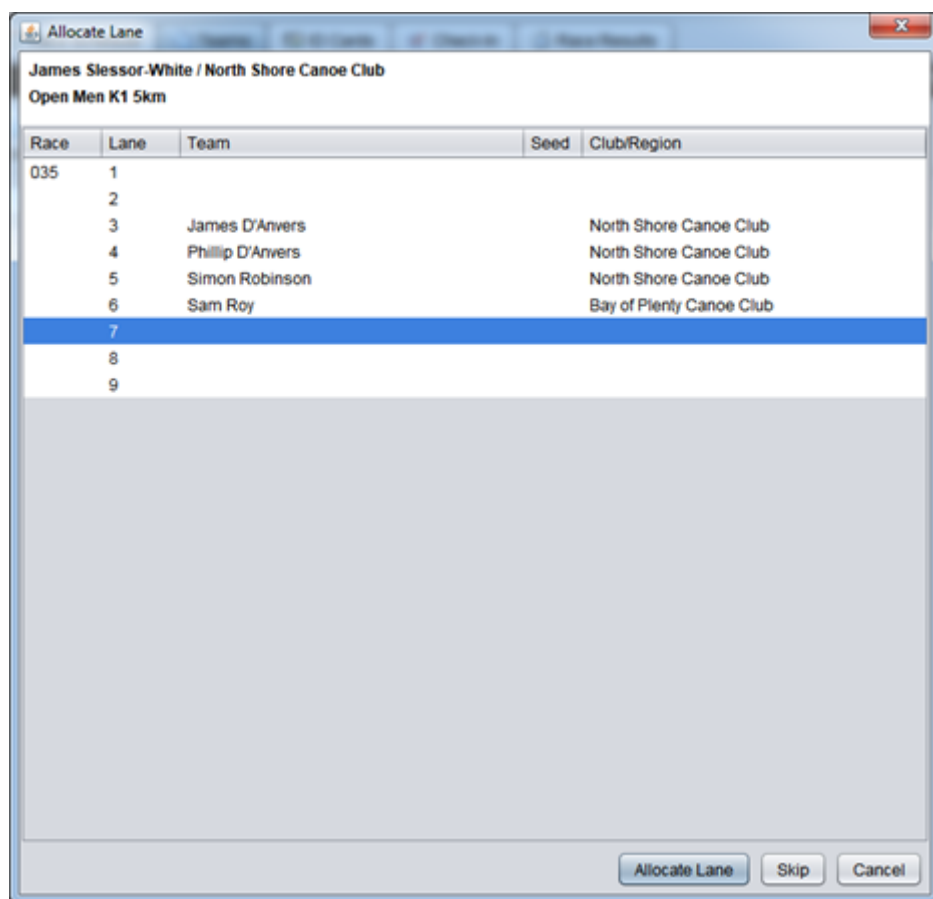 Allocate Lane
James Slessor-White / North Shore Canoe Club
Open Men K1 5km
Race Lane Team Seed Club/Region
035 1
2
3 James D'Anvers North Shore Canoe Club
4 Phillip D'Anvers North Shore Canoe Club
5 Simon Robinson North Shore Canoe Club
6 Sam Roy Bay of Plenty Canoe Club
7
8
9
Allocate Lane Skip Cancel